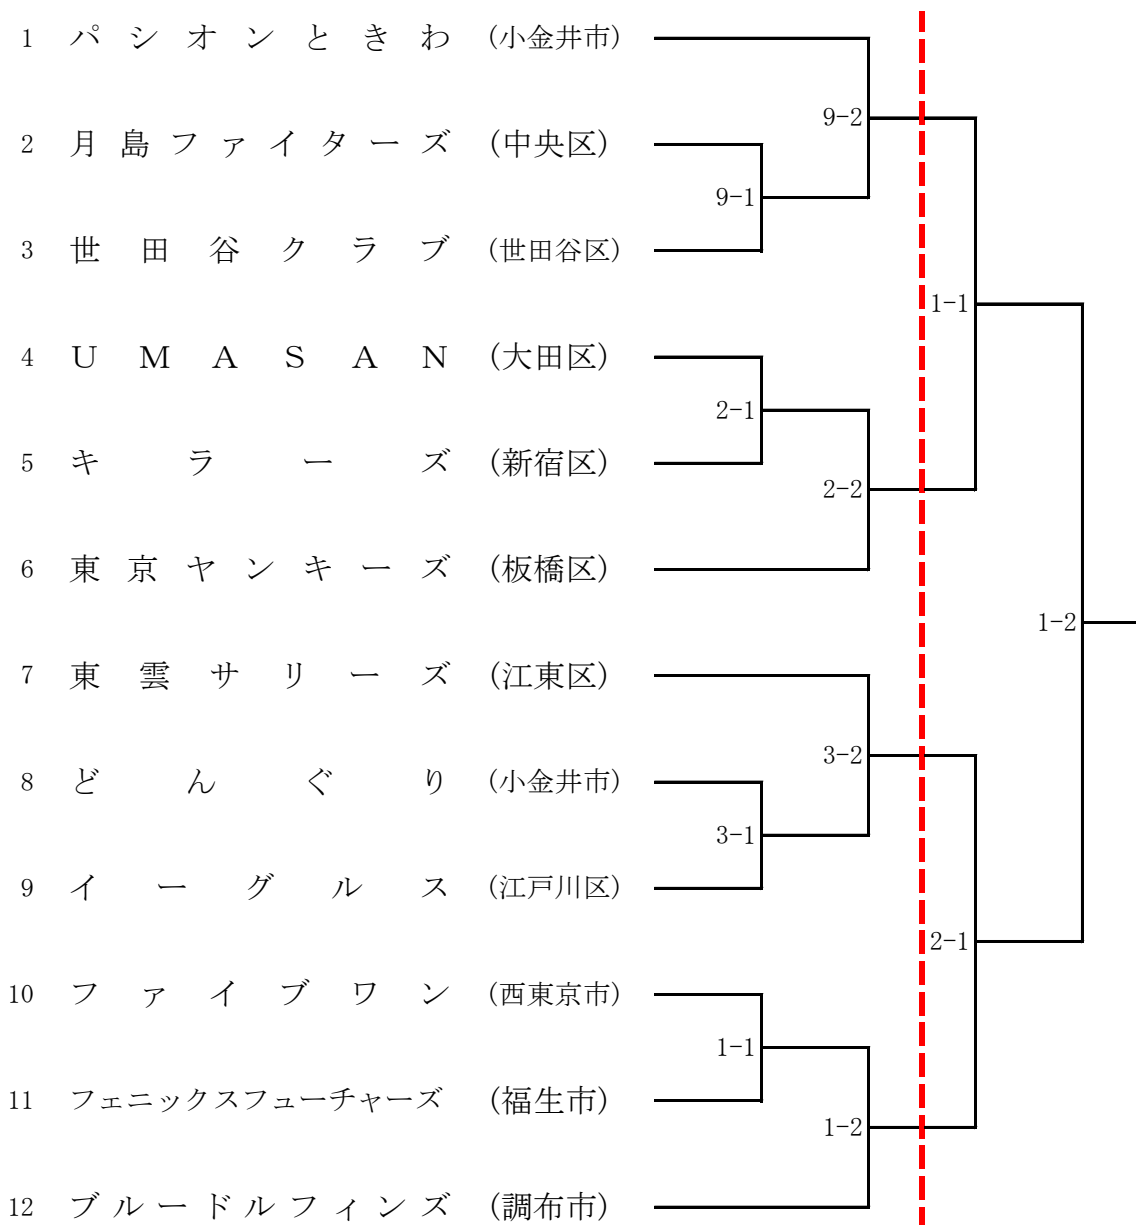 1 パシオンときわ (小金井市)
9-2
2 月島ファイターズ (中央区)
9-1
3 世田谷クラブ (世田谷区)
1-1
4 UMASAN (大田区)
2-1
5 キラーズ (新宿区)
2-2
6 東京ヤンキーズ (板橋区)
1-2
7 東雲サリーズ (江東区)
3-2
8 どんぐり (小金井市)
3-1
9 イーグルス (江戸川区)
2-1
10 ファイブワン (西東京市)
1-1
11 フェニックスフューチャーズ (福生市)
1-2
12 ブルードルフィンズ (調布市)